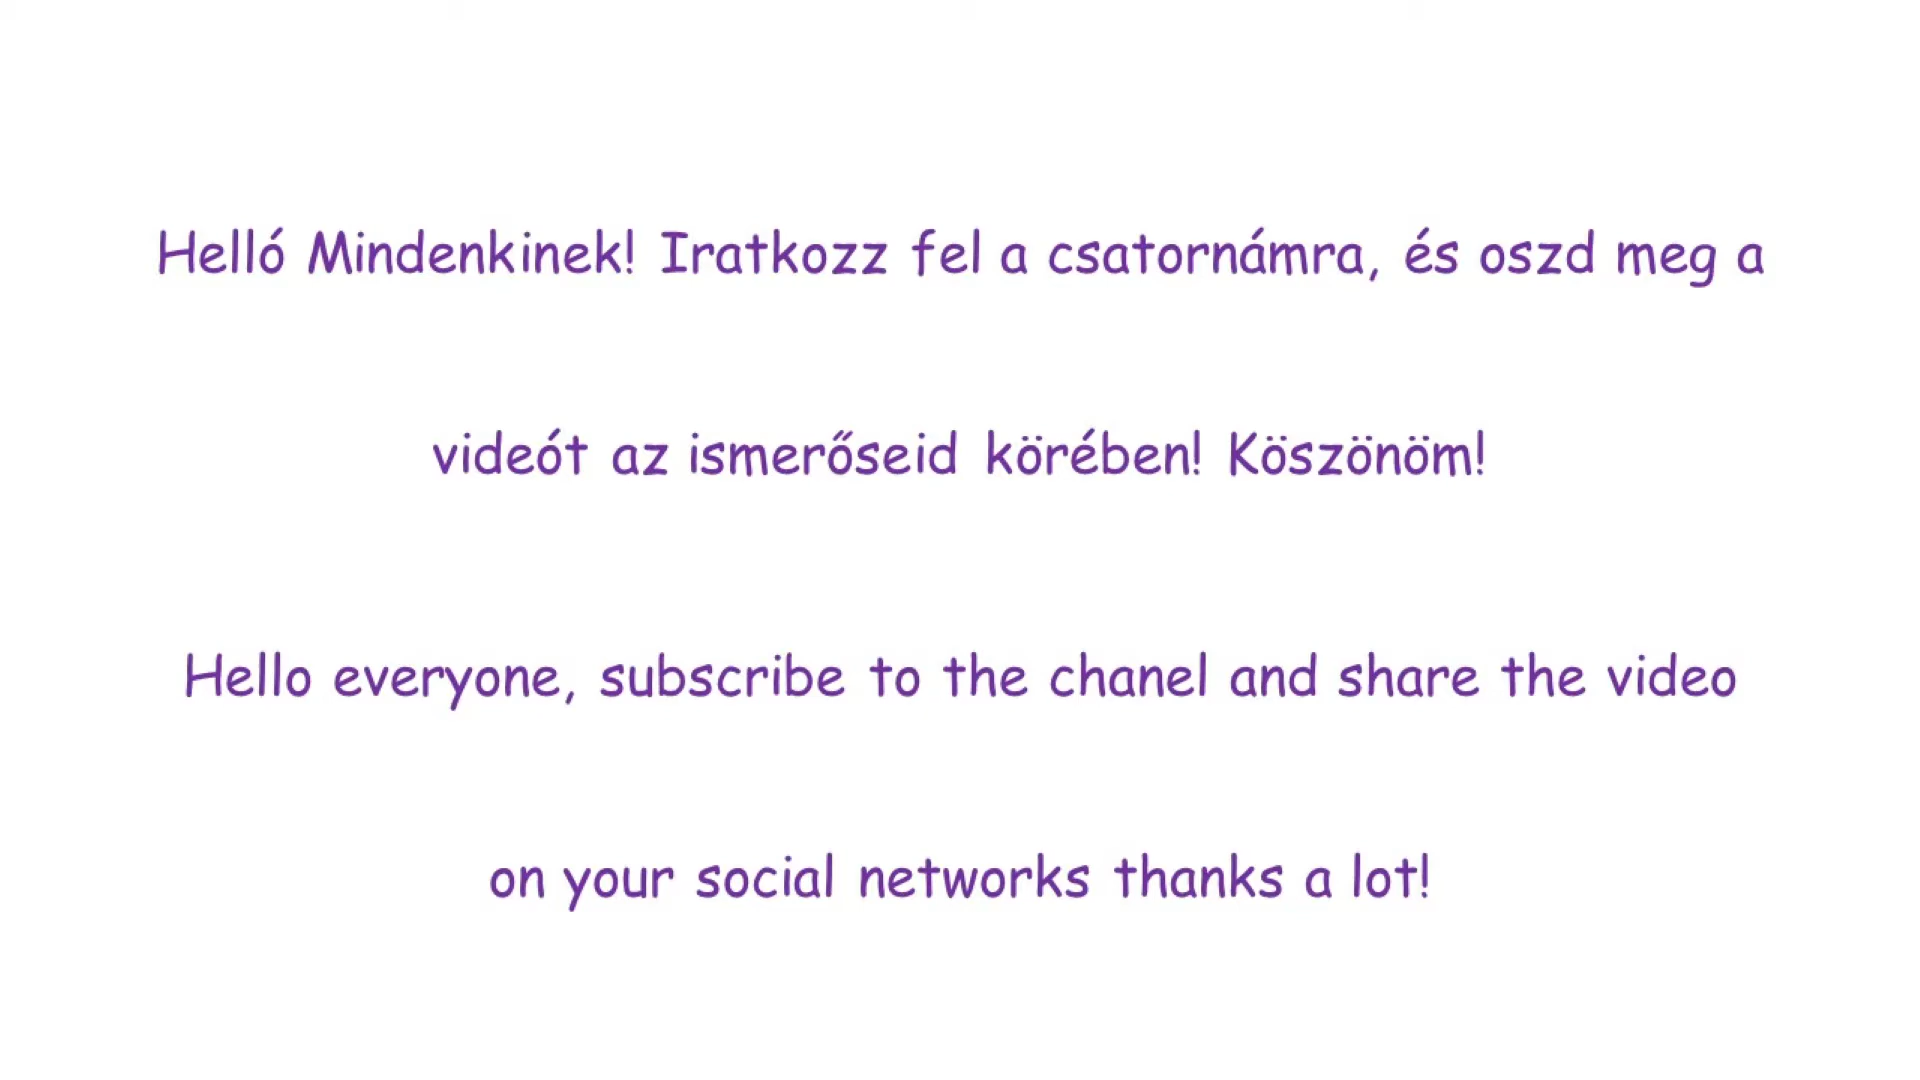 Helló Mindenkinek! Iratkozz fel a csatornámra, és oszd meg a
videót az ismerőseid körében! Köszönöm!
Hello everyone, subscribe to the chanel and share the video
on your social networks thanks a lot!